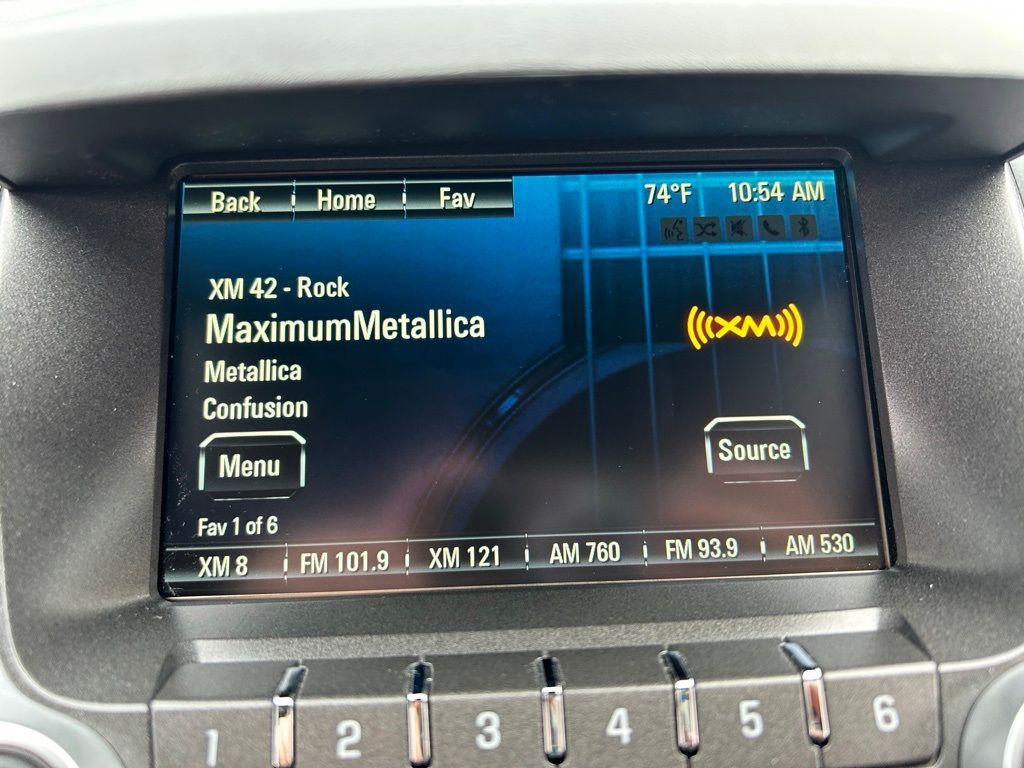 Back Home Fav 74°F 10:54 AM
XM 42 - Rock
MaximumMetallica
XM
Metallica
Confusion
Menu
Source
Fav 1 of 6
XM 8 FM 101.9 XM 121 AM 760 FM 93.9 AM 530
1 2 3 4 5 6